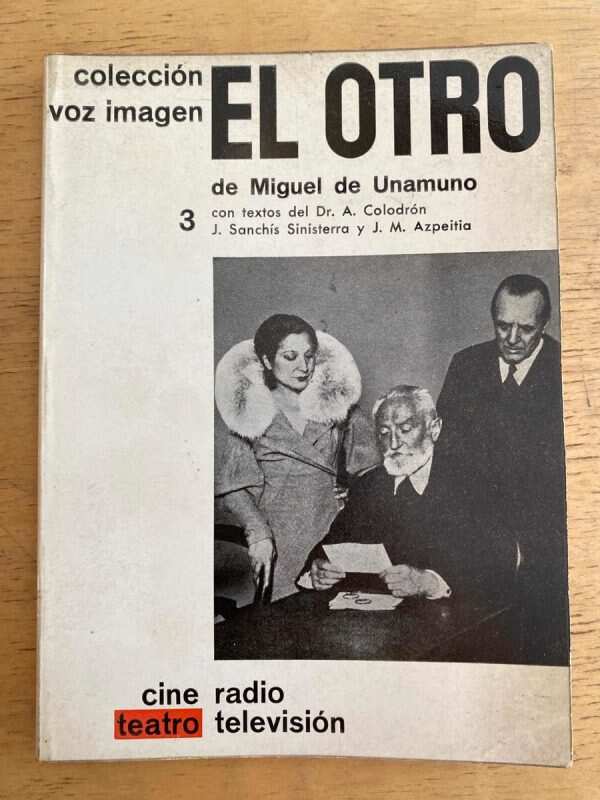 colección
voz imagen
EL OTRO
de Miguel de Unamuno
3
con textos del Dr. A. Colodrón
J. Sanchís Sinisterra y J. M. Azpeitia
cine radio
teatro televisión